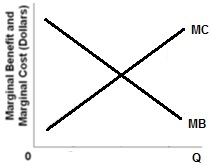 Marginal Benefit and
Marginal Cost (Dollars)
MC
MB
0
Q